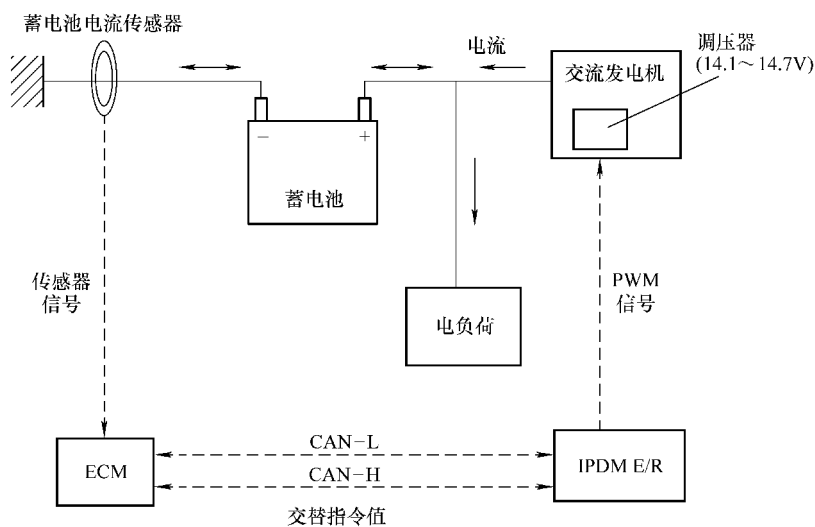 蓄电池电流传感器
电流
调压器
(14.1～14.7V)
交流发电机
−
+
蓄电池
传感器
信号
PWM
信号
电负荷
CAN−L
ECM
CAN−H
IPDM E/R
交替指令值